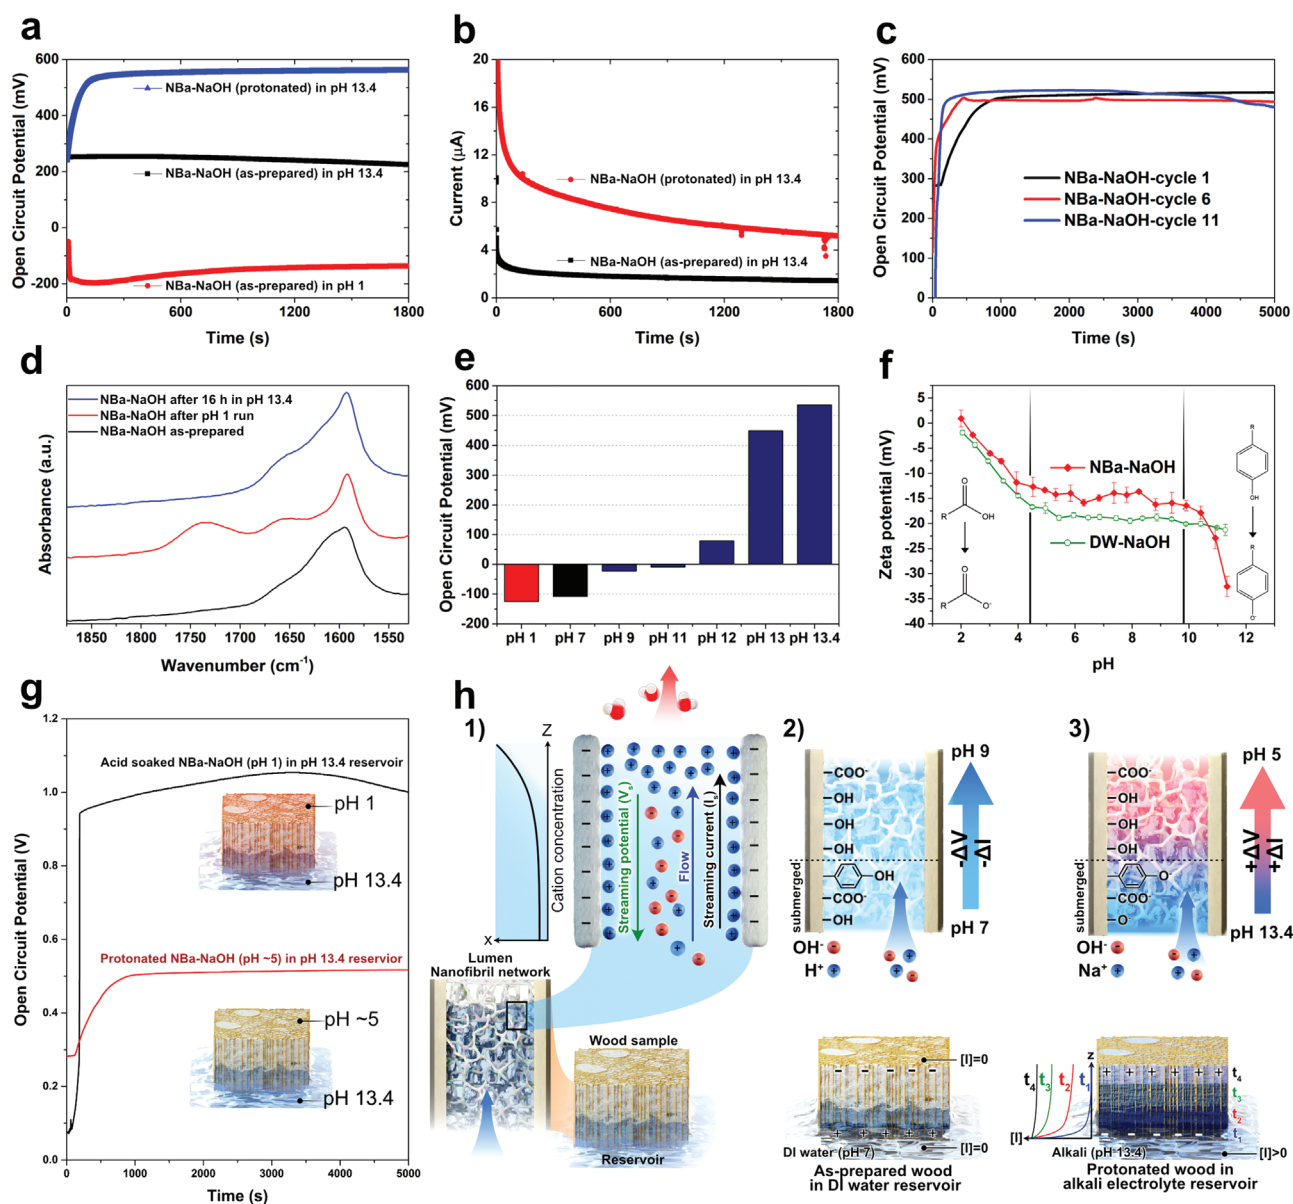 a
Open Circuit Potential (mV)
600
400
200
0
-200
NBa-NaOH (protonated) in pH 13.4
NBa-NaOH (as-prepared) in pH 13.4
NBa-NaOH (as-prepared) in pH 1
0 600 1200 1800
Time (s)
b
Current (µA)
20
16
12
8
4
0
NBa-NaOH (protonated) in pH 13.4
NBa-NaOH (as-prepared) in pH 13.4
0 600 1200 1800
Time (s)
c
Open Circuit Potential (mV)
600
500
400
300
200
100
0
NBa-NaOH-cycle 1
NBa-NaOH-cycle 6
NBa-NaOH-cycle 11
0 1000 2000 3000 4000 5000
Time (s)
d
Absorbance (a.u.)
NBa-NaOH after 16 h in pH 13.4
NBa-NaOH after pH 1 run
NBa-NaOH as-prepared
1850 1800 1750 1700 1650 1600 1550
Wavenumber (cm⁻¹)
e
Open Circuit Potential (mV)
600
500
400
300
200
100
0
-100
-200
pH 1 pH 7 pH 9 pH 11 pH 12 pH 13 pH 13.4
f
Zeta potential (mV)
5
0
-5
-10
-15
-20
-25
-30
-35
-40
NBa-NaOH
DW-NaOH
O
R OH
O
R O⁻
R
OH
R
O⁻
2 4 6 8 10 12
pH
g
Open Circuit Potential (V)
1.2
1.0
0.8
0.6
0.4
0.2
0.0
Acid soaked NBa-NaOH (pH 1) in pH 13.4 reservoir
pH 1
pH 13.4
Protonated NBa-NaOH (pH ~5) in pH 13.4 reservior
pH ~5
pH 13.4
0 1000 2000 3000 4000 5000
Time (s)
h
1)
Z
Cation concentration
X
Streaming potential (Vₛ)
Flow
Streaming current (Iₛ)
Lumen
Nanofibril network
Wood sample
Reservoir
2)
pH 9
COO⁻
OH
OH
OH
submerged
OH
COO⁻
OH
-ΔV
-ΔI
pH 7
OH⁻
H⁺
[I]=0
[I]=0
DI water (pH 7)
As-prepared wood
in DI water reservoir
3)
pH 5
COO⁻
OH
OH
OH
submerged
O⁻
COO⁻
O⁻
+ΔV
+ΔI
pH 13.4
OH⁻
Na⁺
z
t₄ t₃ t₂ t₁
[I]
t₄
t₃
t₂
t₁
Alkali (pH 13.4)
[I]>0
Protonated wood in
alkali electrolyte reservoir